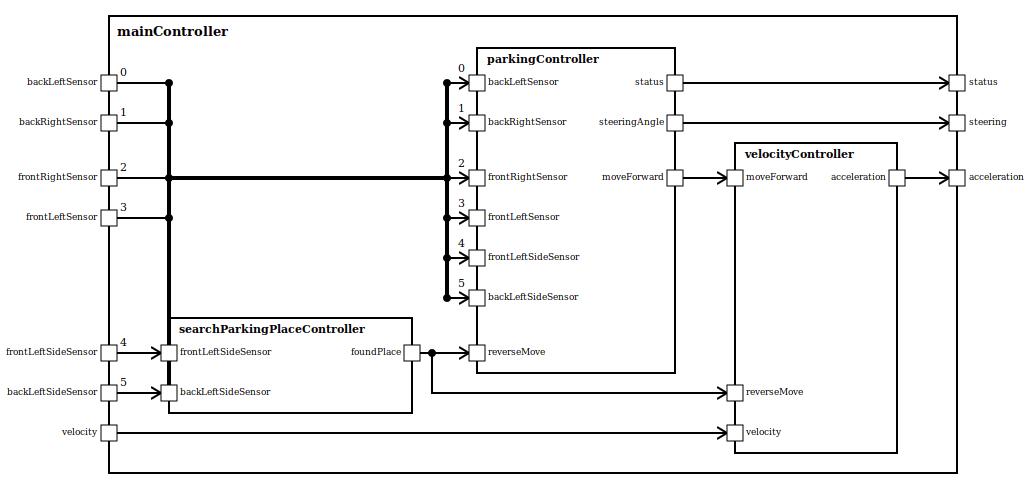 mainController
parkingController
backLeftSensor 0 0 backLeftSensor status status
backRightSensor 1 1 backRightSensor steeringAngle steering
velocityController
frontRightSensor 2 2 frontRightSensor moveForward moveForward acceleration acceleration
frontLeftSensor 3 3 frontLeftSensor
4 frontLeftSideSensor
5 backLeftSideSensor
searchParkingPlaceController
frontLeftSideSensor 4 frontLeftSideSensor foundPlace reverseMove
backLeftSideSensor 5 backLeftSideSensor reverseMove
velocity velocity